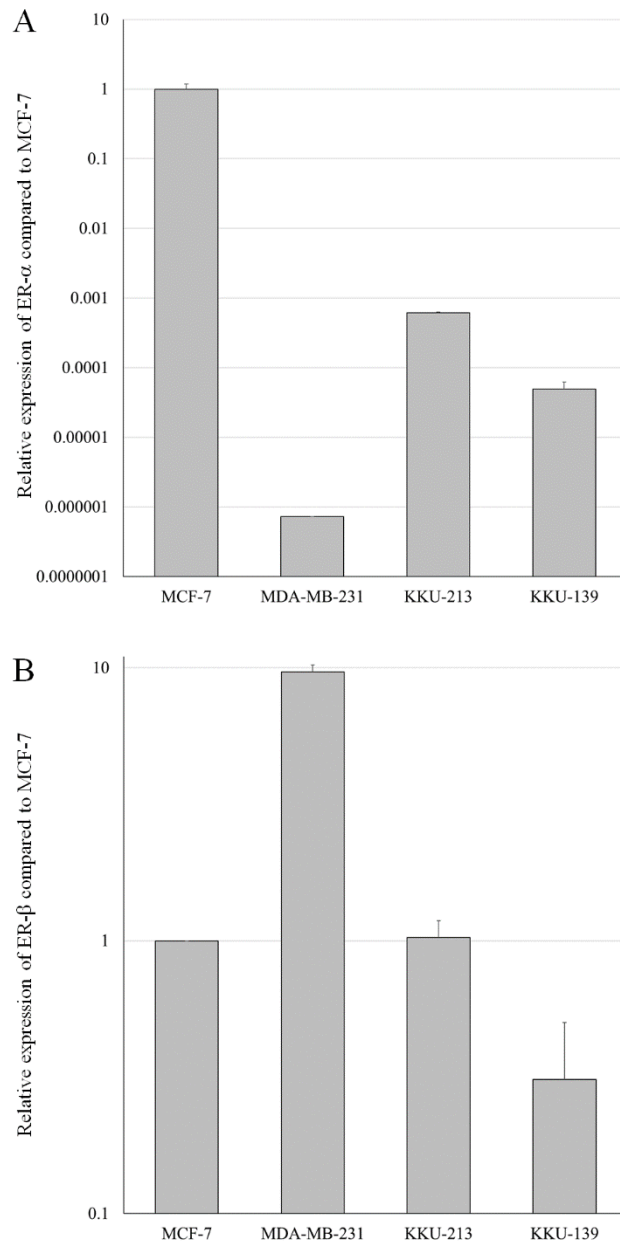 A
Relative expression of ER-α compared to MCF-7
10
1
0.1
0.01
0.001
0.0001
0.00001
0.000001
0.0000001
MCF-7 MDA-MB-231 KKU-213 KKU-139
B
Relative expression of ER-β compared to MCF-7
10
1
0.1
MCF-7 MDA-MB-231 KKU-213 KKU-139